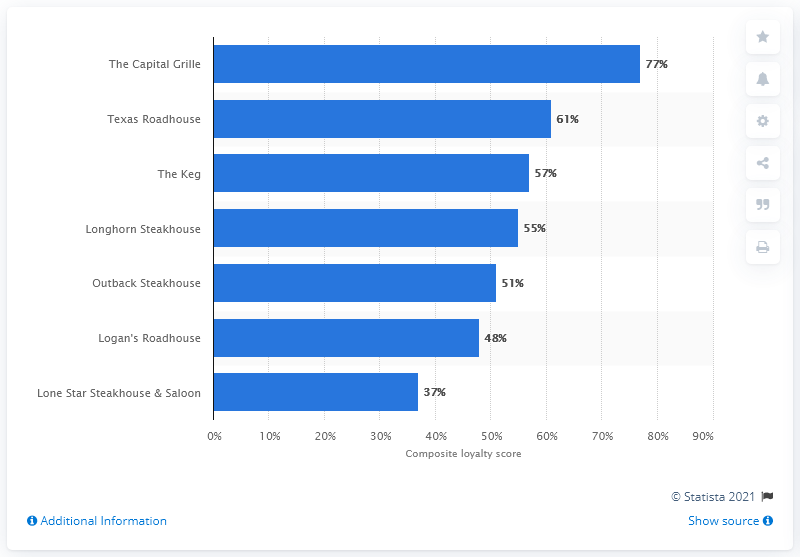 The Capital Grille 77%
Texas Roadhouse 61%
The Keg 57%
Longhorn Steakhouse 55%
Outback Steakhouse 51%
Logan's Roadhouse 48%
Lone Star Steakhouse & Saloon 37%
0% 10% 20% 30% 40% 50% 60% 70% 80% 90%
Composite loyalty score
© Statista 2021
Additional Information Show source